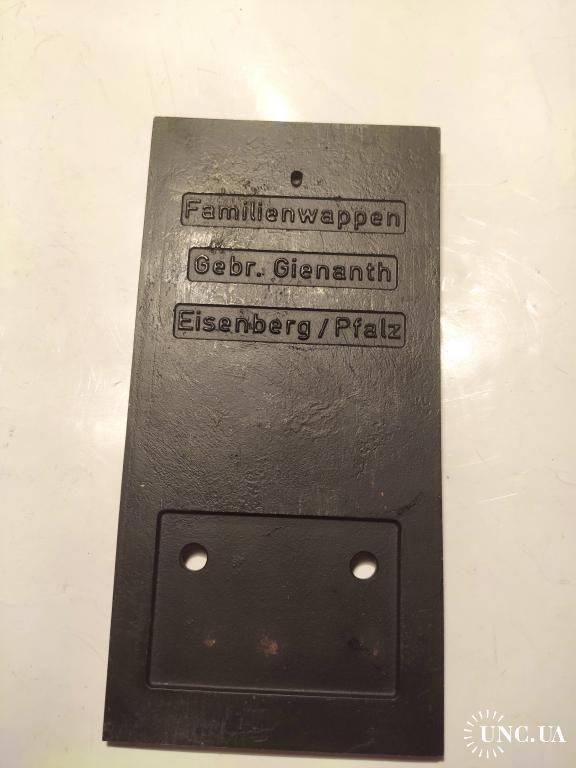 Familienwappen
Gebr. Gienanth
Eisenberg/Pfalz
UNC.UA